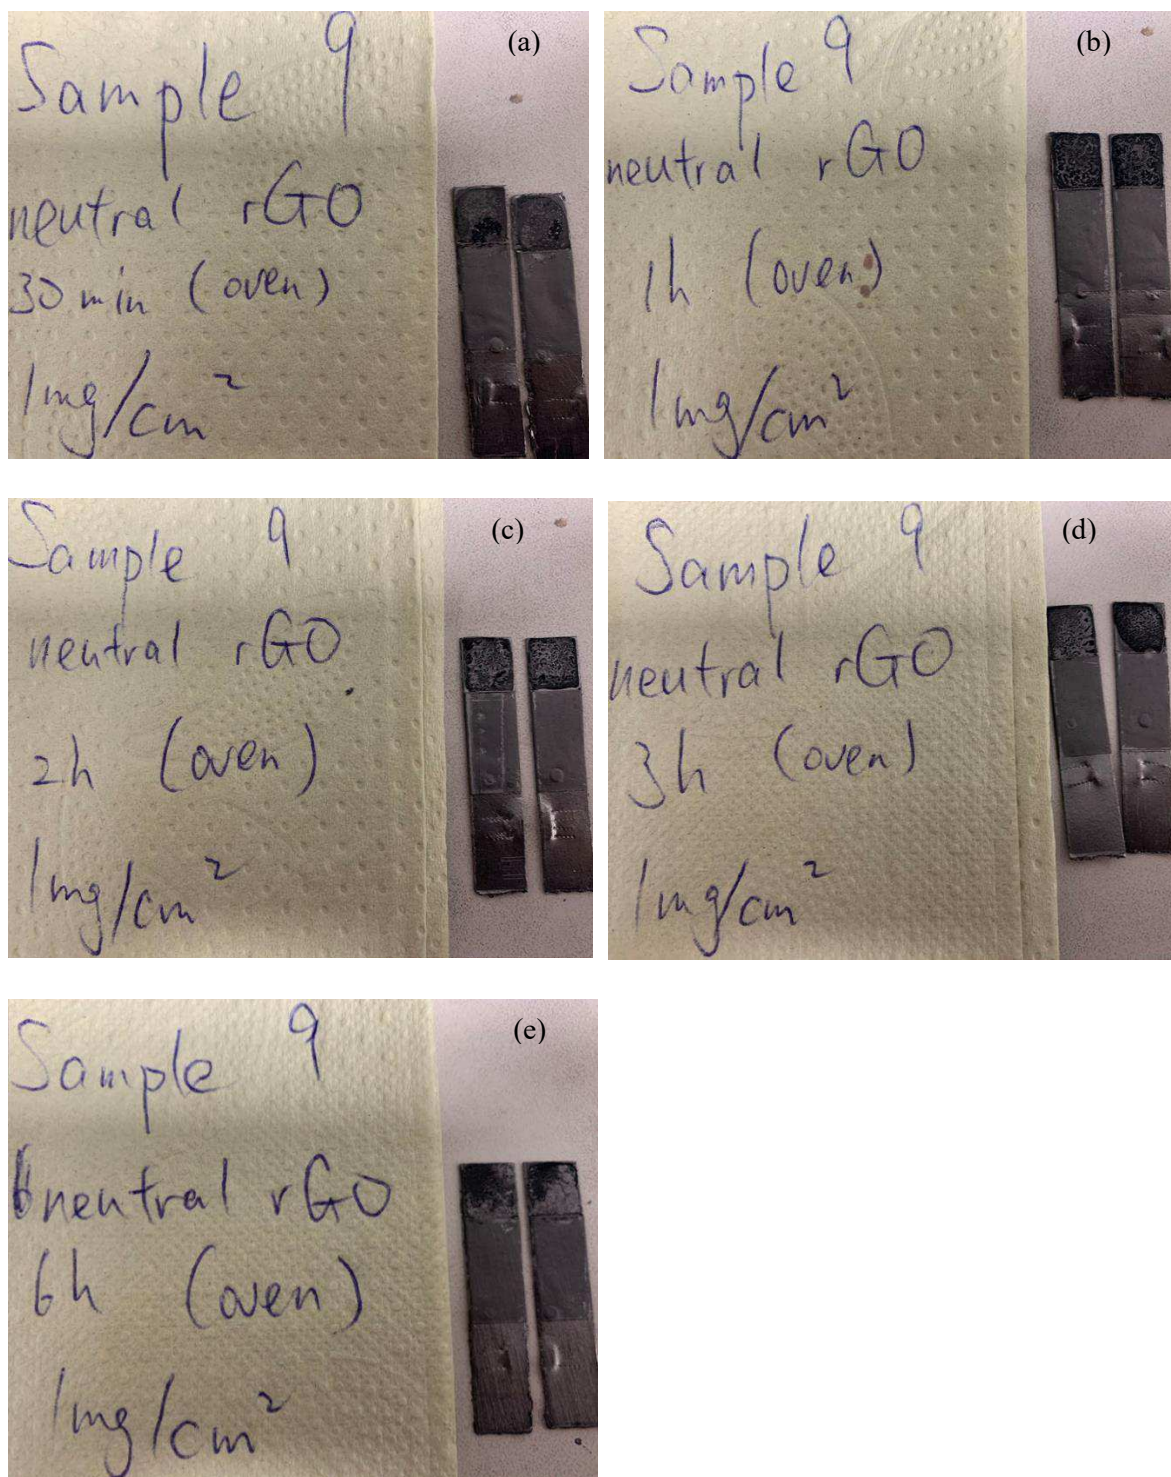 (a)
Sample 9
neutral rGO
30 min (oven)
1mg/cm²
(b)
Sample 9
neutral rGO
1h (oven)
1mg/cm²
(c)
Sample 9
neutral rGO
2h (oven)
1mg/cm²
(d)
Sample 9
neutral rGO
3h (oven)
1mg/cm²
(e)
Sample 9
neutral rGO
6h (oven)
1mg/cm²